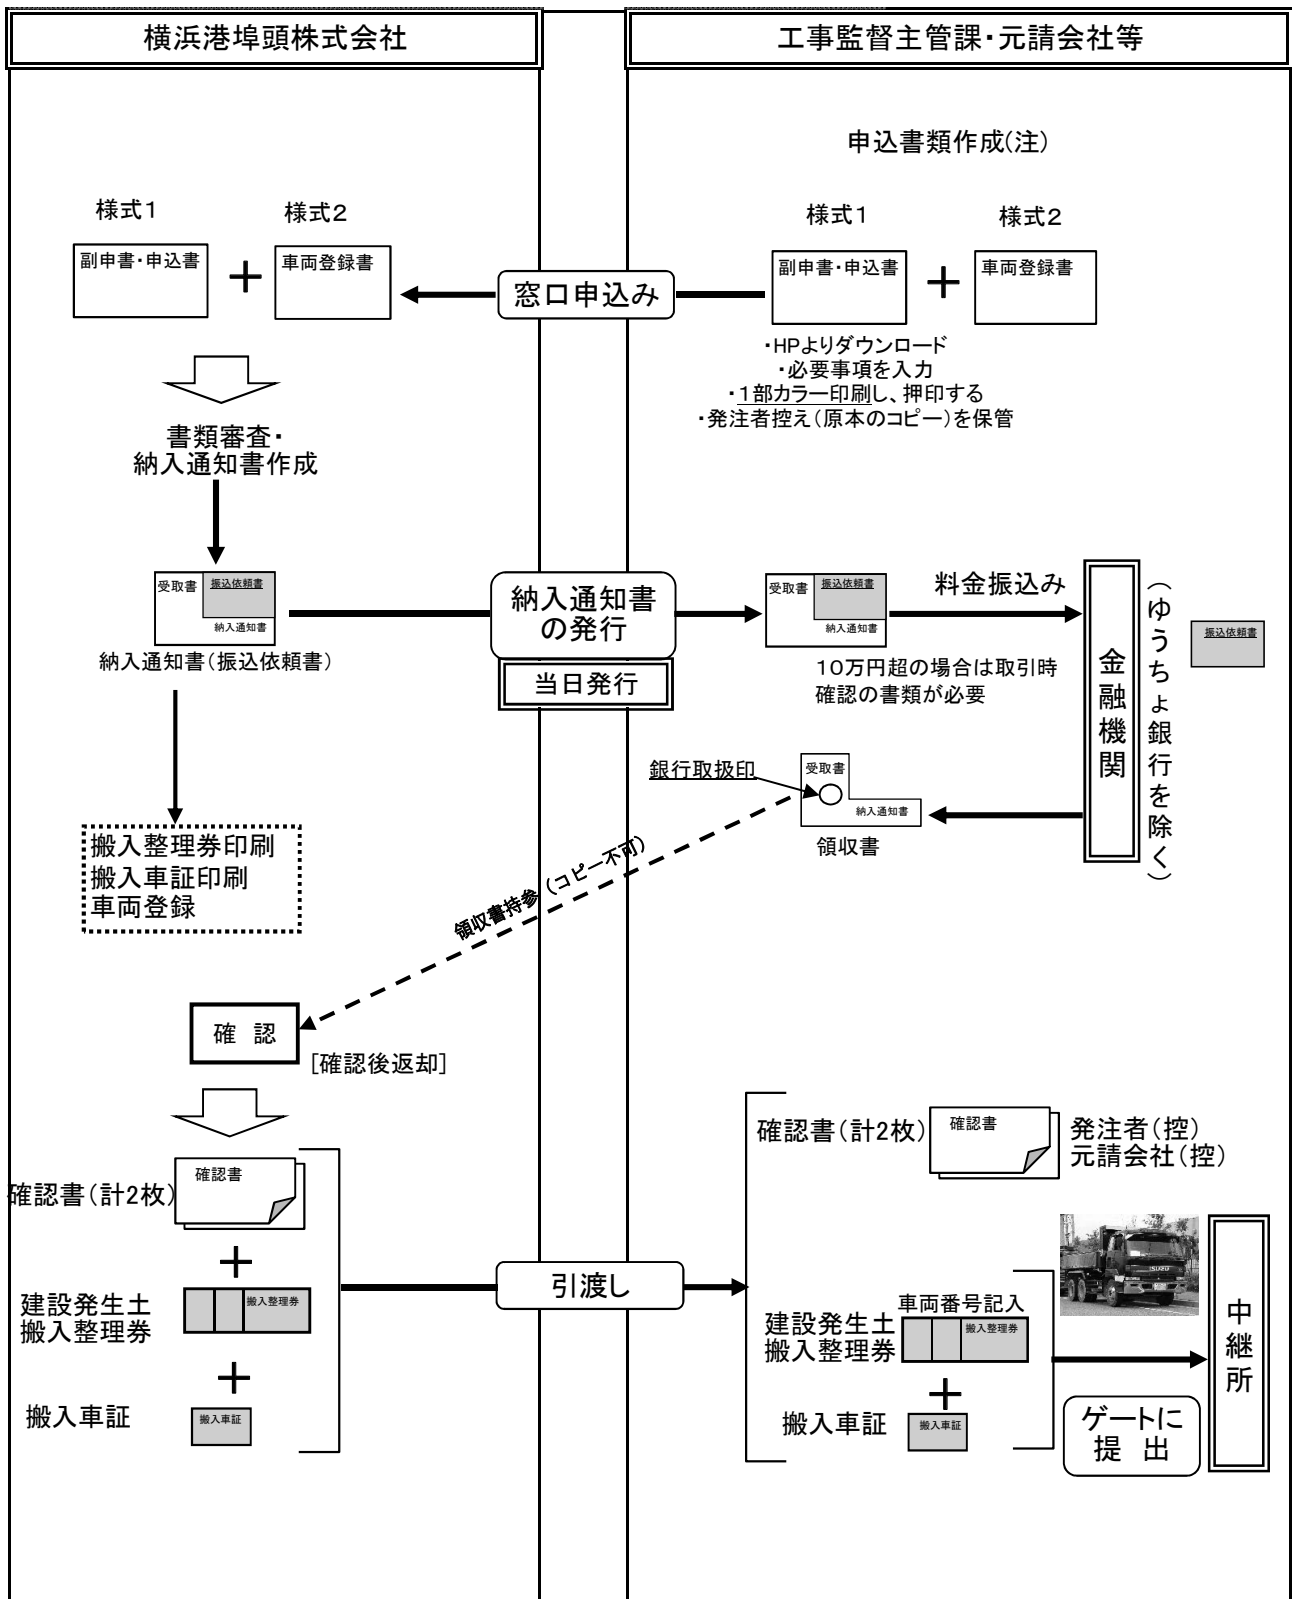 横浜港埠頭株式会社
工事監督主管課・元請会社等
申込書類作成(注)
様式1
様式2
様式1
様式2
副申書・申込書
＋
車両登録書
窓口申込み
副申書・申込書
＋
車両登録書
・HPよりダウンロード
・必要事項を入力
・1部カラー印刷し、押印する
・発注者控え(原本のコピー)を保管
書類審査・
納入通知書作成
受取書
振込依頼書
納入通知書
納入通知書(振込依頼書)
納入通知書
の発行
当日発行
受取書
振込依頼書
納入通知書
料金振込み
10万円超の場合は取引時
確認の書類が必要
金融機関
(ゆうちょ銀行を除く)
振込依頼書
銀行取扱印
受取書
納入通知書
領収書
搬入整理券印刷
搬入車証印刷
車両登録
領収書持参(コピー不可)
確 認
[確認後返却]
確認書(計2枚)
確認書
＋
建設発生土
搬入整理券
搬入整理券
＋
搬入車証
搬入車証
引渡し
確認書(計2枚)
確認書
発注者(控)
元請会社(控)
ISUZU
車両番号記入
建設発生土
搬入整理券
搬入整理券
＋
搬入車証
搬入車証
ゲートに
提 出
中継所